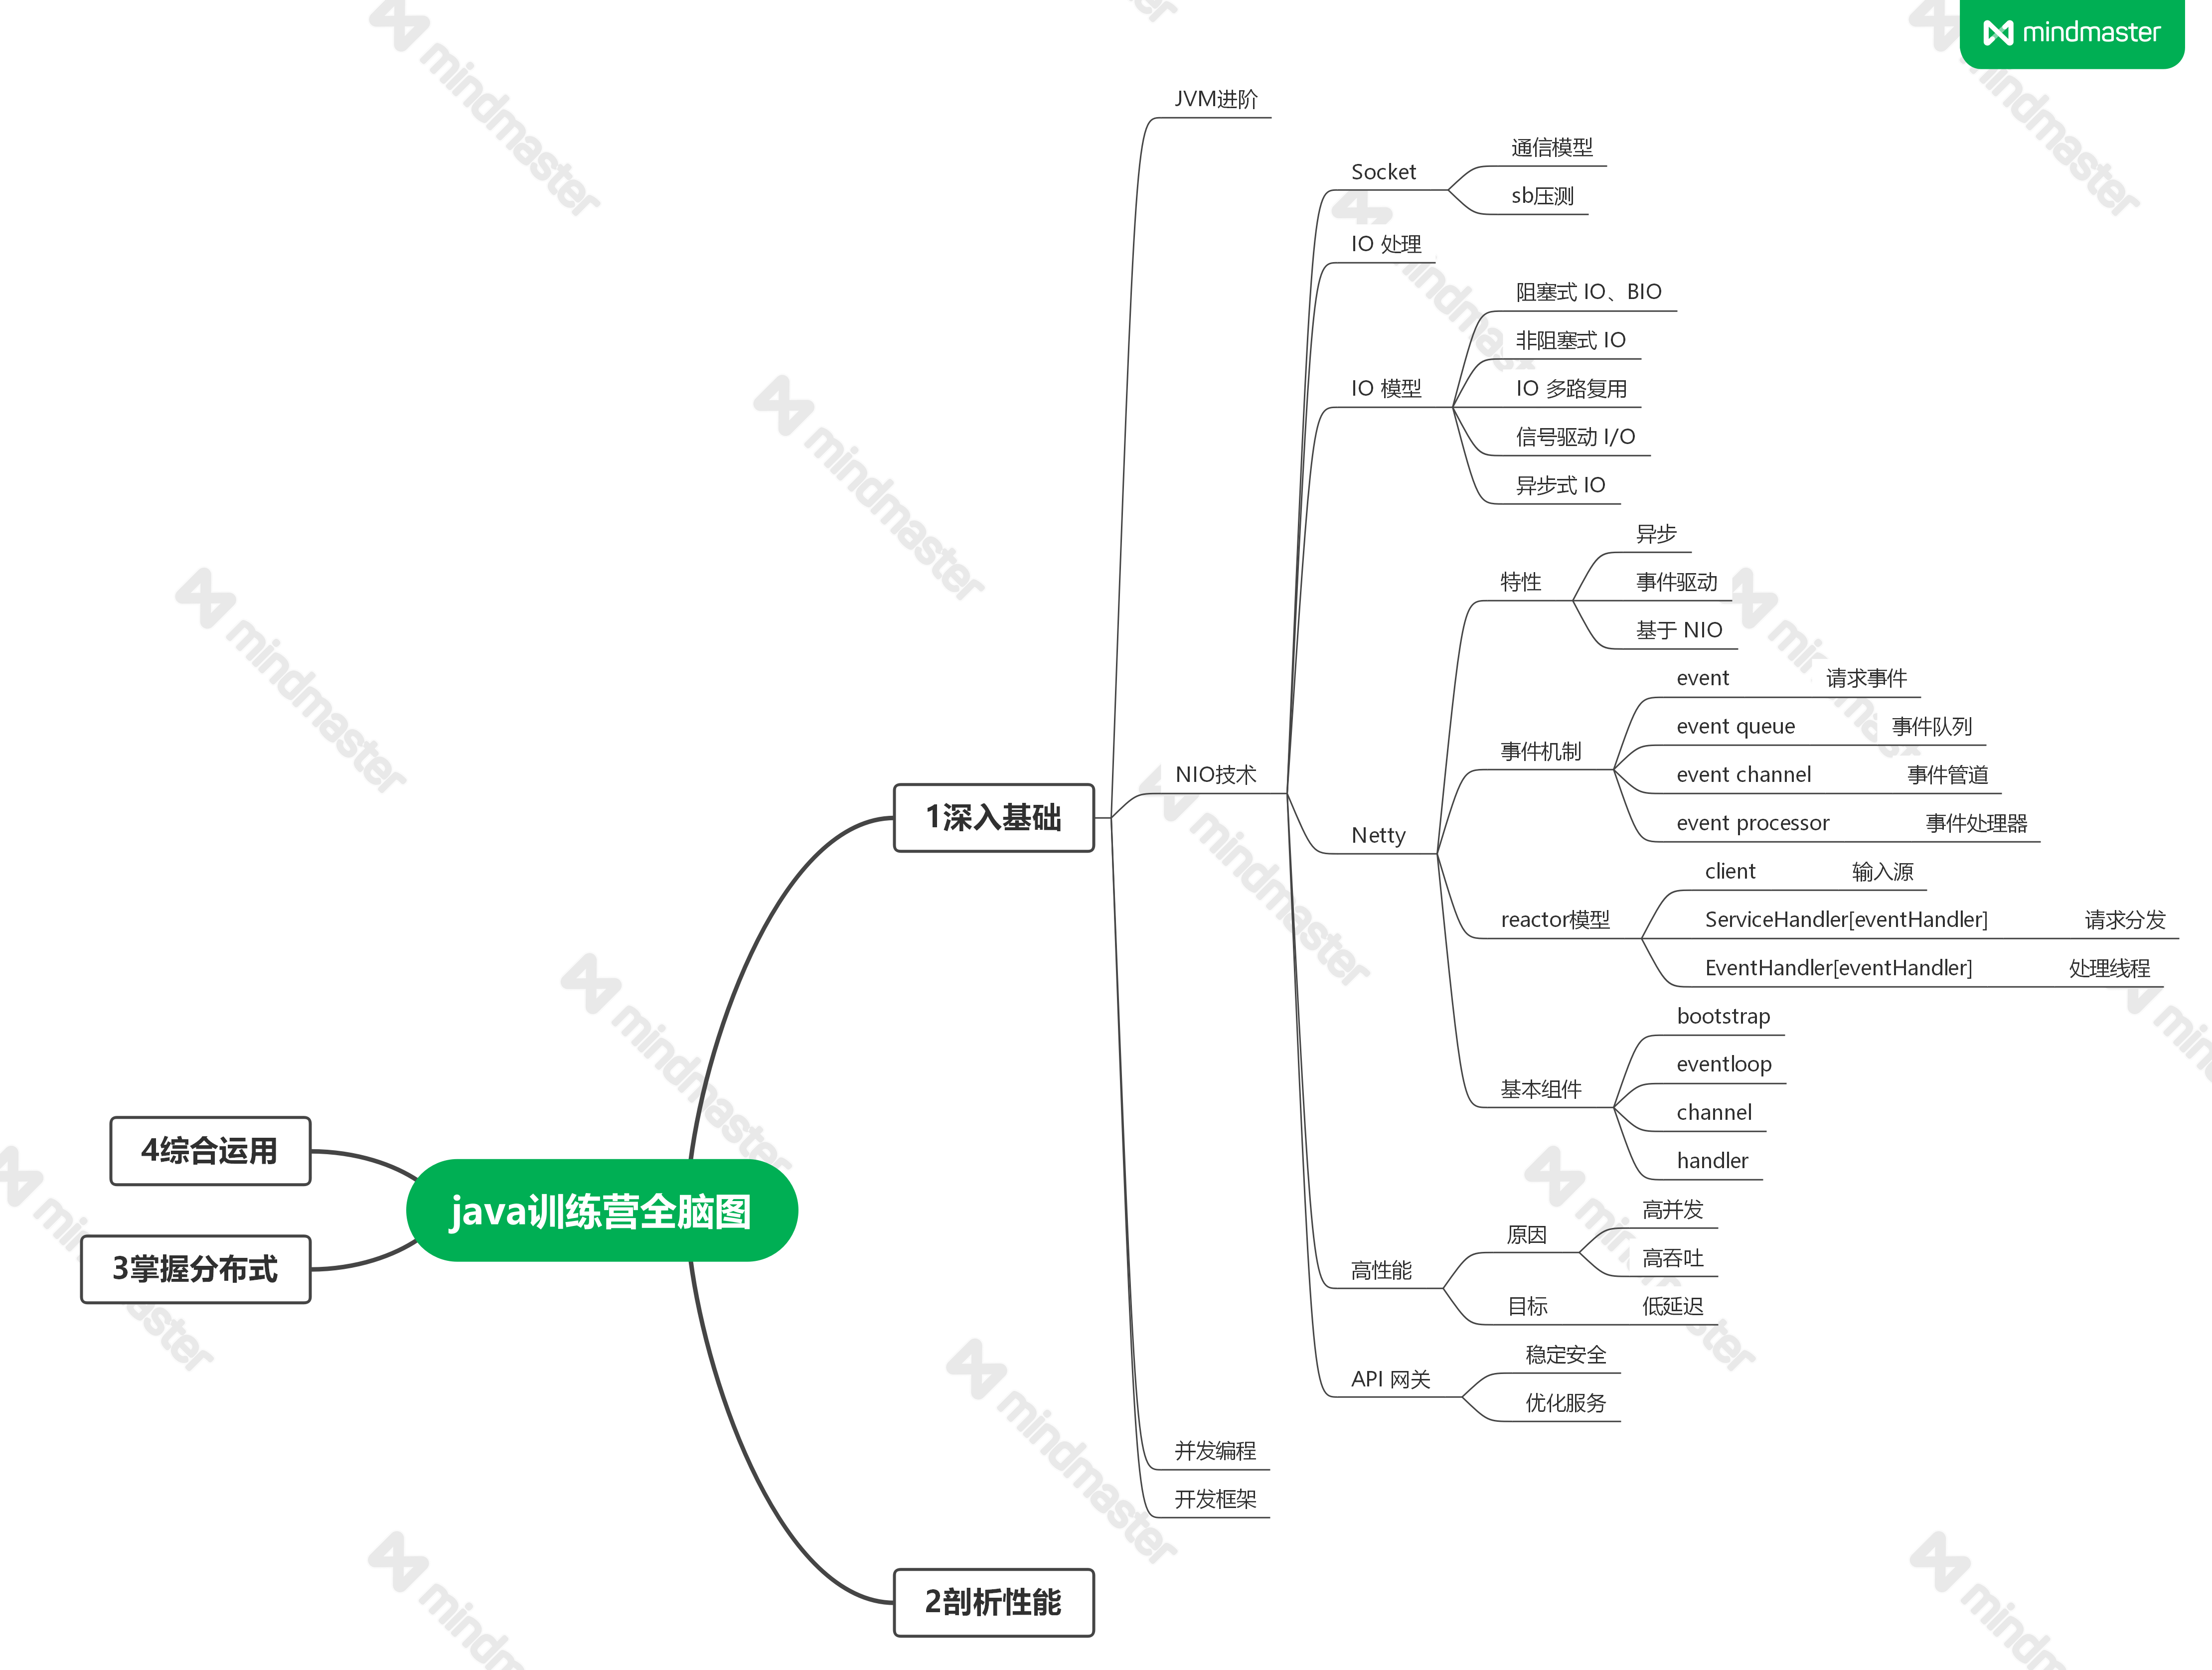 mindmaster
JVM进阶
Socket
通信模型
sb压测
IO 处理
IO 模型
阻塞式 IO、BIO
非阻塞式 IO
IO 多路复用
信号驱动 I/O
异步式 IO
NIO技术
Netty
特性
异步
事件驱动
基于 NIO
事件机制
event 请求事件
event queue 事件队列
event channel 事件管道
event processor 事件处理器
reactor模型
client 输入源
ServiceHandler[eventHandler] 请求分发
EventHandler[eventHandler] 处理线程
基本组件
bootstrap
eventloop
channel
handler
高性能
原因
高并发
高吞吐
目标 低延迟
API 网关
稳定安全
优化服务
并发编程
开发框架
1深入基础
4综合运用
java训练营全脑图
3掌握分布式
2剖析性能
mindmaster
mindmaster
mindmaster
mindmaster
mindmaster
mindmaster
mindmaster
mindmaster